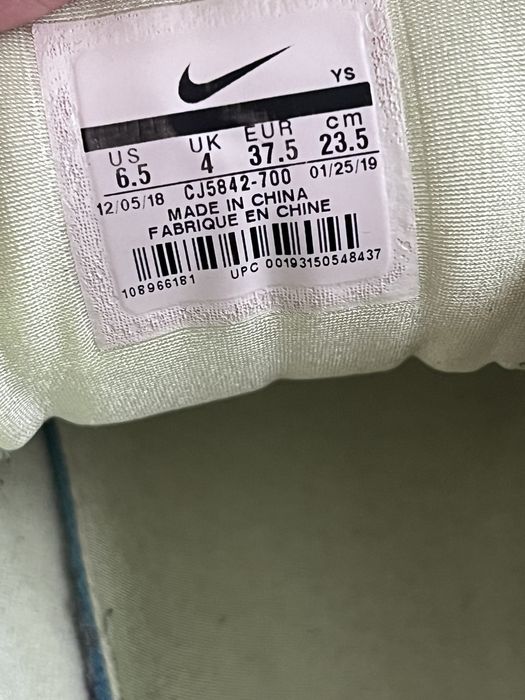 YS
US UK EUR cm
6.5 4 37.5 23.5
12/05/18 CJ5842-700 01/25/19
MADE IN CHINA
FABRIQUE EN CHINE
108966181 UPC 00193150548437